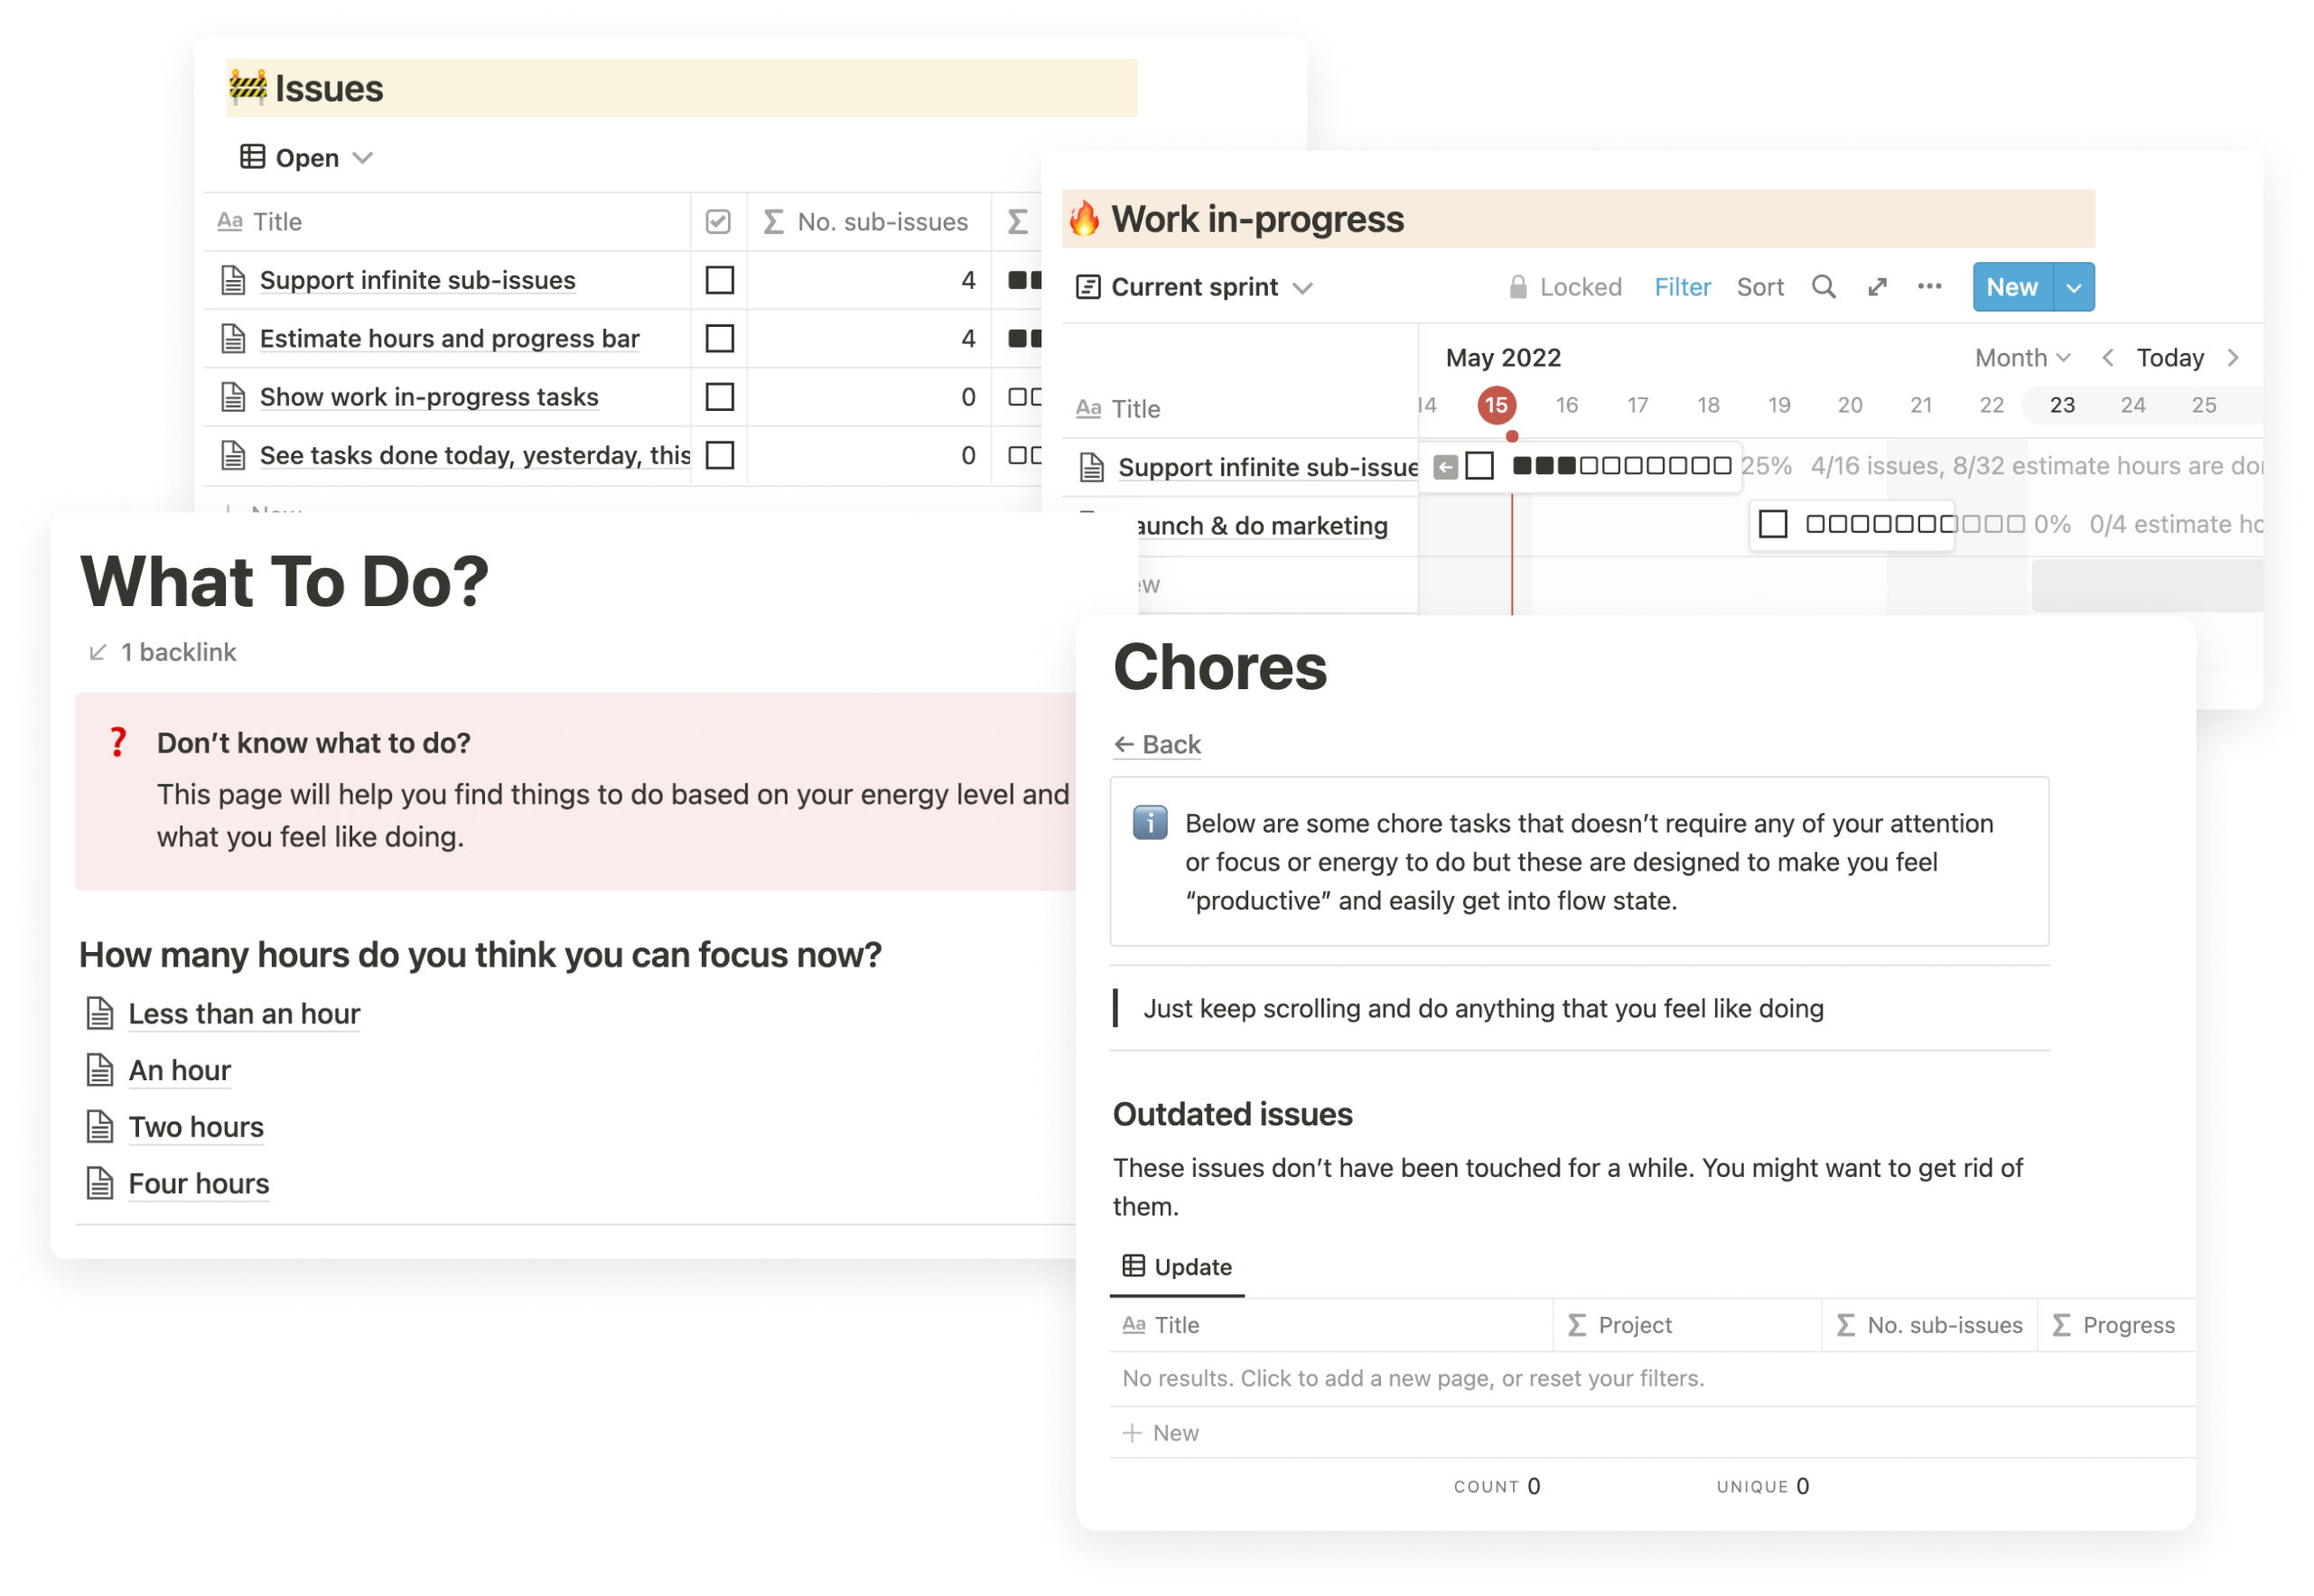 🚧 Issues
Open
Aa Title
Σ No. sub-issues
Σ
Support infinite sub-issues
4
Estimate hours and progress bar
4
Show work in-progress tasks
0
See tasks done today, yesterday, this
0
🔥 Work in-progress
Current sprint
Locked Filter Sort
New
May 2022
Month Today
Aa Title
14 15 16 17 18 19 20 21 22 23 24 25
Support infinite sub-issue
25% 4/16 issues, 8/32 estimate hours are
aunch & do marketing
0% 0/4 estimate
What To Do?
1 backlink
❓ Don’t know what to do?
This page will help you find things to do based on your energy level and
what you feel like doing.
How many hours do you think you can focus now?
Less than an hour
An hour
Two hours
Four hours
Chores
← Back
Below are some chore tasks that doesn’t require any of your attention
or focus or energy to do but these are designed to make you feel
“productive” and easily get into flow state.
Just keep scrolling and do anything that you feel like doing
Outdated issues
These issues don’t have been touched for a while. You might want to get rid of
them.
Update
Aa Title
Σ Project
Σ No. sub-issues
Σ Progress
No results. Click to add a new page, or reset your filters.
+ New
COUNT 0
UNIQUE 0